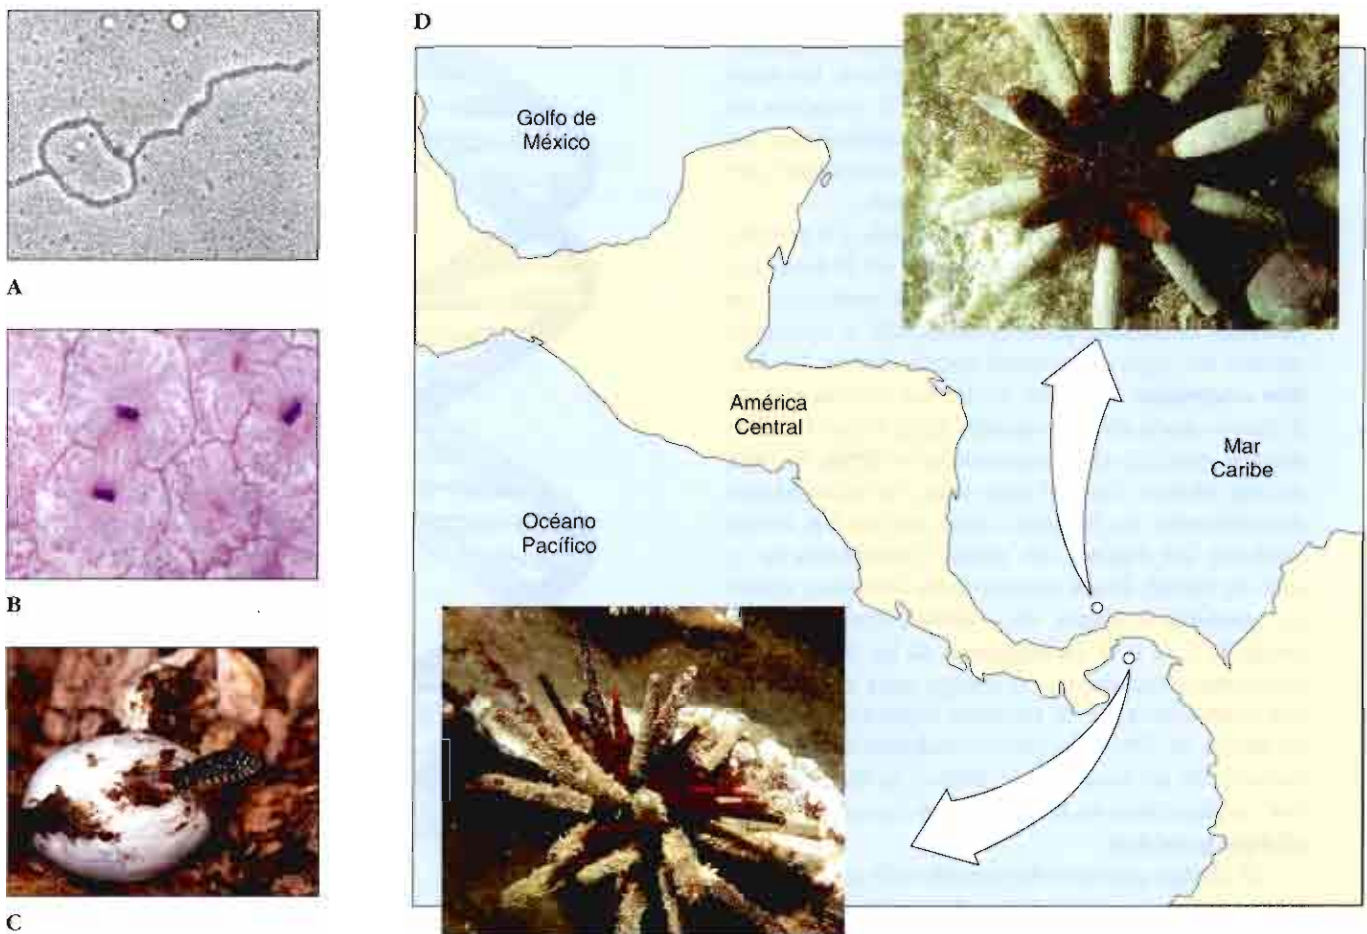 A
B
C
D
Golfo de
México
América
Central
Mar
Caribe
Océano
Pacífico